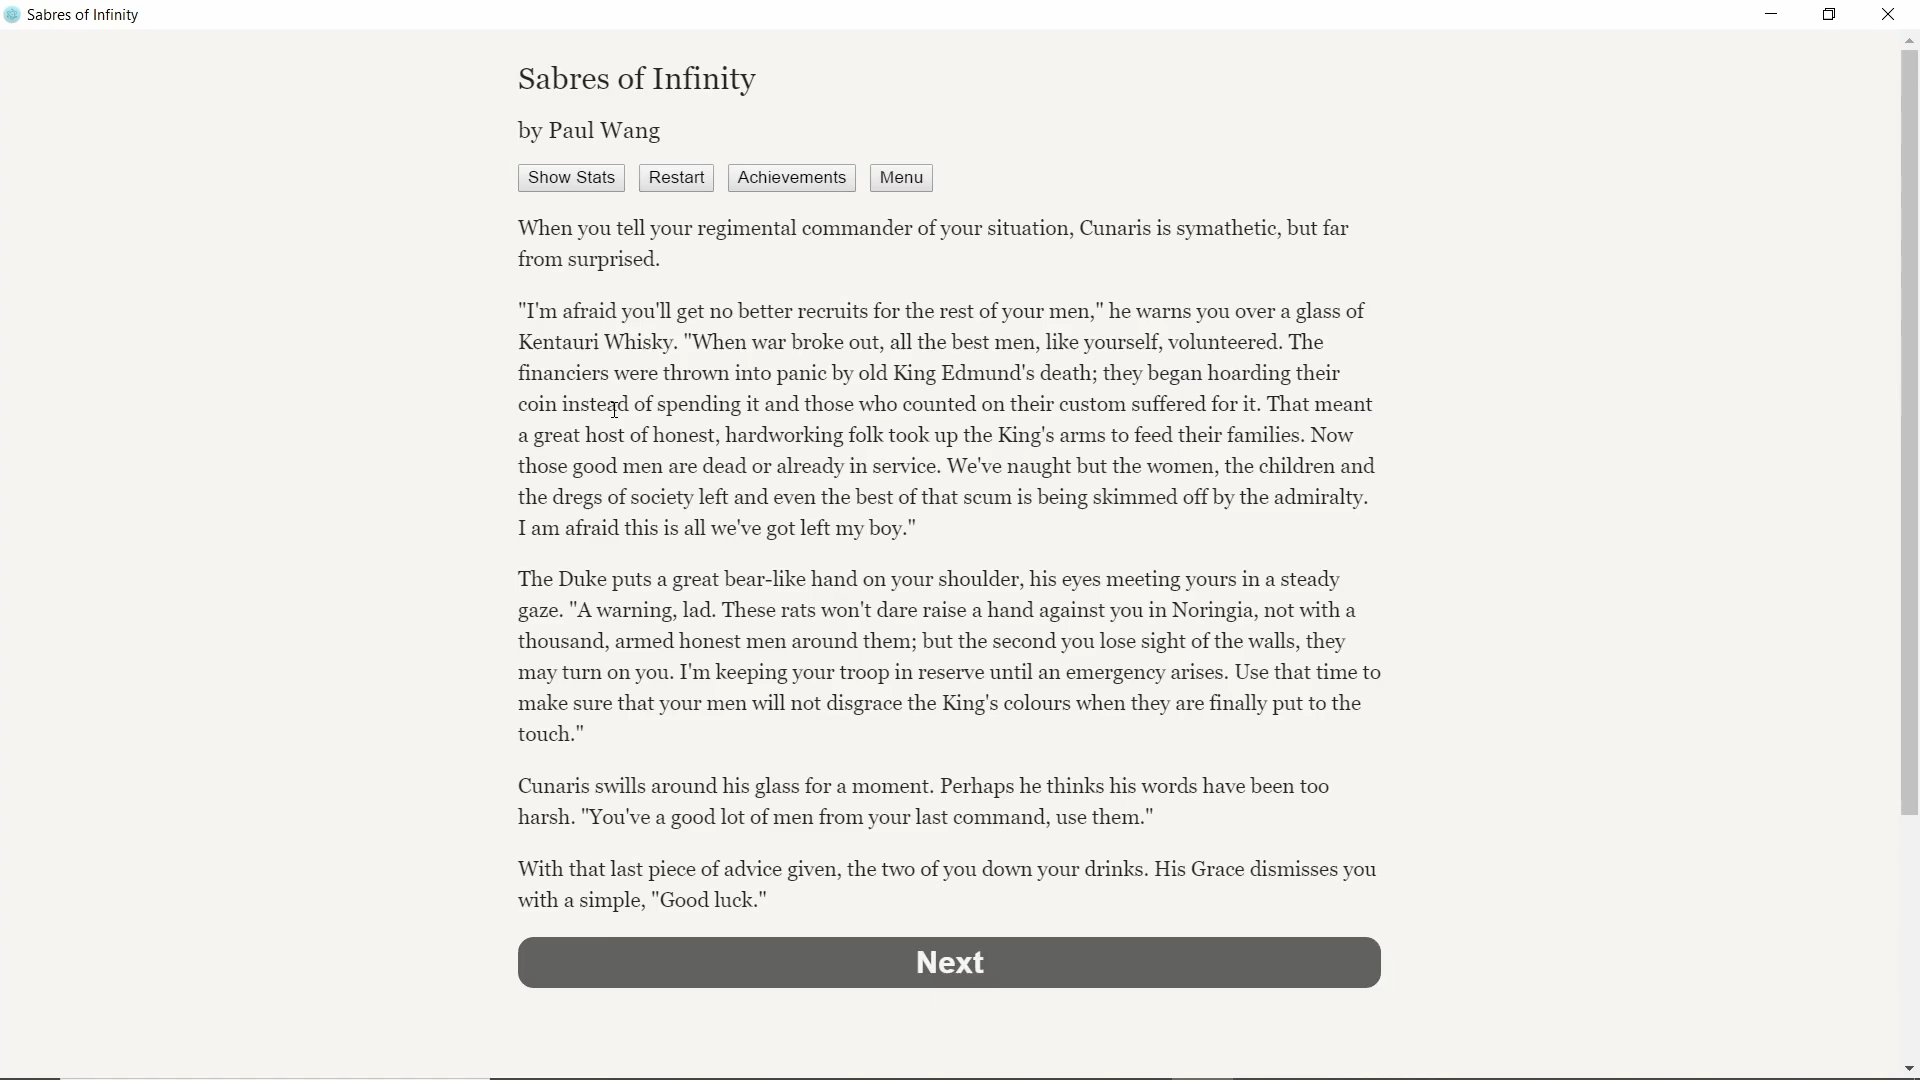 Sabres of Infinity
Sabres of Infinity
by Paul Wang
Show Stats Restart Achievements Menu
When you tell your regimental commander of your situation, Cunaris is symathetic, but far
from surprised.
"I'm afraid you'll get no better recruits for the rest of your men," he warns you over a glass of
Kentauri Whisky. "When war broke out, all the best men, like yourself, volunteered. The
financiers were thrown into panic by old King Edmund's death; they began hoarding their
coin instead of spending it and those who counted on their custom suffered for it. That meant
a great host of honest, hardworking folk took up the King's arms to feed their families. Now
those good men are dead or already in service. We've naught but the women, the children and
the dregs of society left and even the best of that scum is being skimmed off by the admiralty.
I am afraid this is all we've got left my boy."
The Duke puts a great bear-like hand on your shoulder, his eyes meeting yours in a steady
gaze. "A warning, lad. These rats won't dare raise a hand against you in Noringia, not with a
thousand, armed honest men around them; but the second you lose sight of the walls, they
may turn on you. I'm keeping your troop in reserve until an emergency arises. Use that time to
make sure that your men will not disgrace the King's colours when they are finally put to the
touch."
Cunaris swills around his glass for a moment. Perhaps he thinks his words have been too
harsh. "You've a good lot of men from your last command, use them."
With that last piece of advice given, the two of you down your drinks. His Grace dismisses you
with a simple, "Good luck."
Next